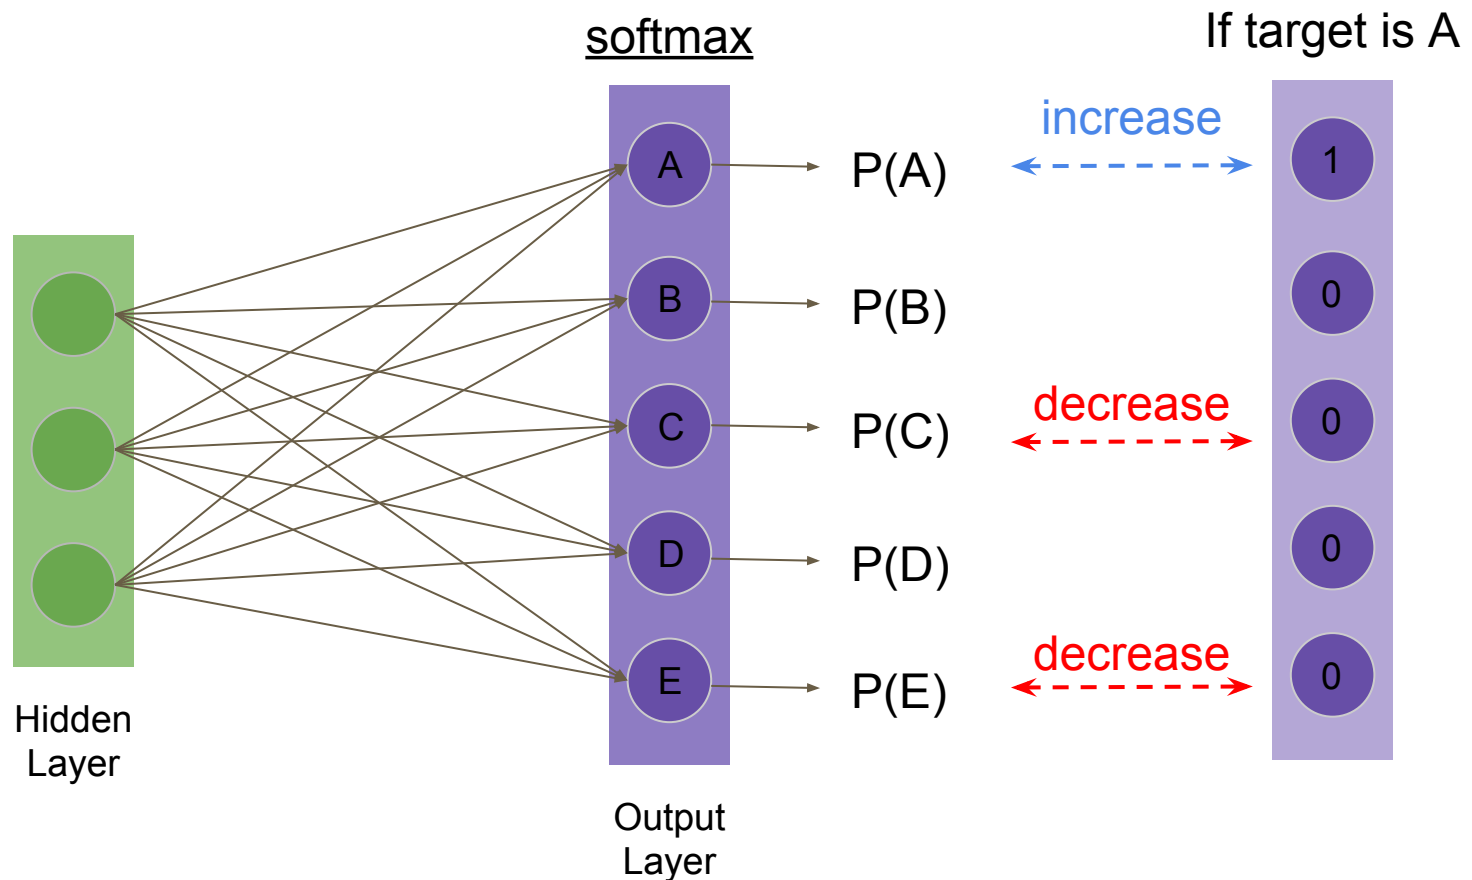 softmax
If target is A
A
P(A)
increase
1
B
P(B)
0
C
P(C)
decrease
0
D
P(D)
0
E
P(E)
decrease
0
Hidden
Layer
Output
Layer